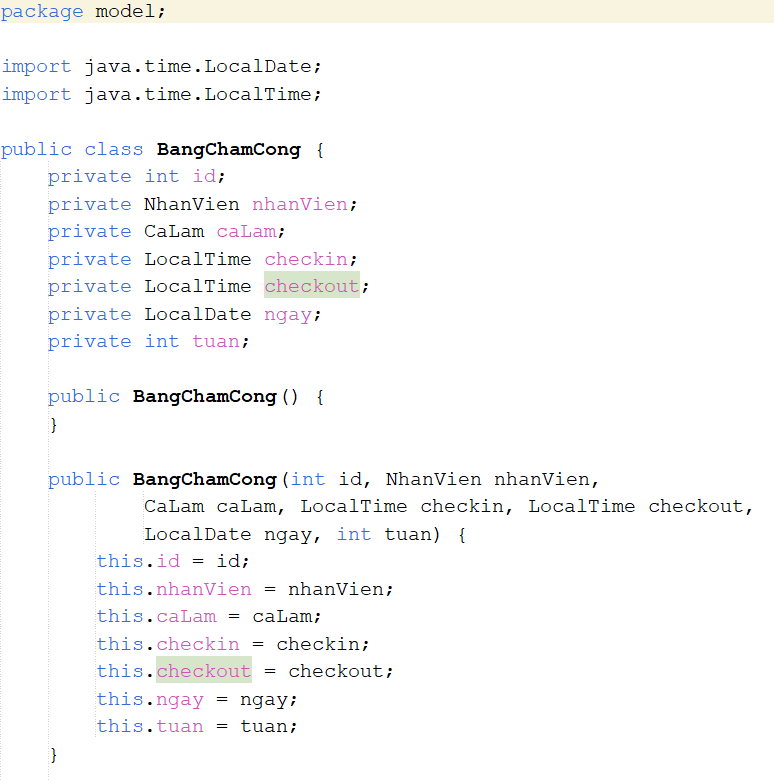 package model;
import java.time.LocalDate;
import java.time.LocalTime;
public class BangChamCong {
private int id;
private NhanVien nhanVien;
private CaLam caLam;
private LocalTime checkin;
private LocalTime checkout;
private LocalDate ngay;
private int tuan;
public BangChamCong() {
}
public BangChamCong(int id, NhanVien nhanVien,
CaLam caLam, LocalTime checkin, LocalTime checkout,
LocalDate ngay, int tuan) {
this.id = id;
this.nhanVien = nhanVien;
this.caLam = caLam;
this.checkin = checkin;
this.checkout = checkout;
this.ngay = ngay;
this.tuan = tuan;
}